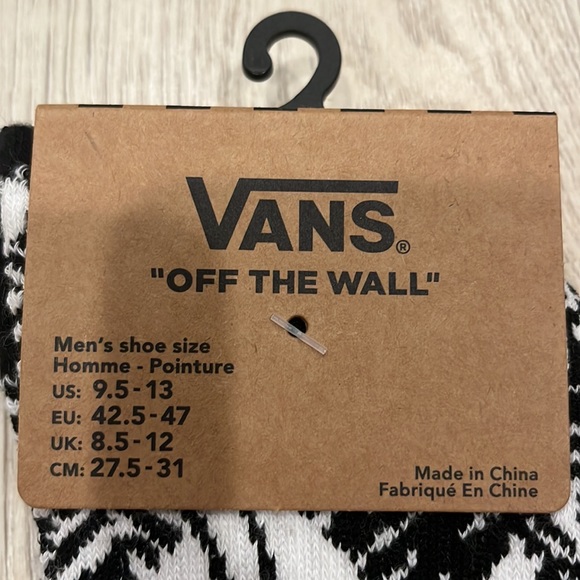 VANS®
"OFF THE WALL"
Men's shoe size
Homme - Pointure
US: 9.5-13
EU: 42.5-47
UK: 8.5-12
CM: 27.5-31
Made in China
Fabriqué En Chine